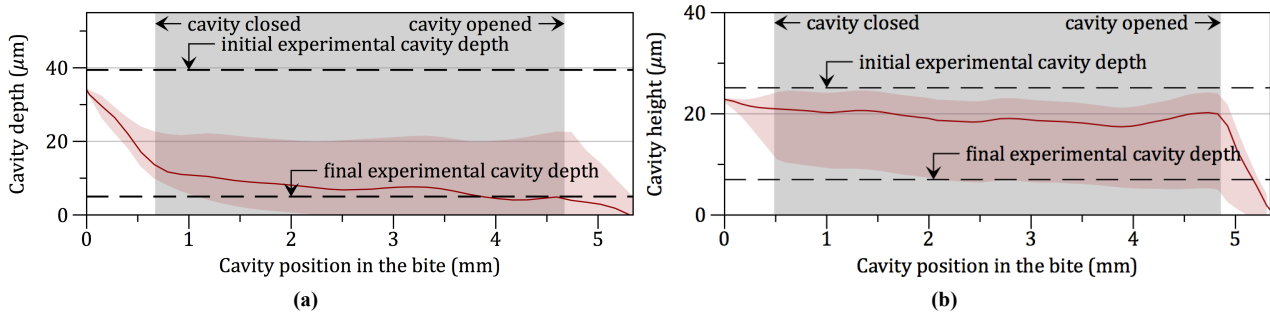 cavity closed
cavity opened
initial experimental cavity depth
final experimental cavity depth
Cavity depth (μm)
40
20
0
0
1
2
3
4
5
Cavity position in the bite (mm)
(a)
cavity closed
cavity opened
initial experimental cavity depth
final experimental cavity depth
Cavity height (μm)
40
20
0
0
1
2
3
4
5
Cavity position in the bite (mm)
(b)